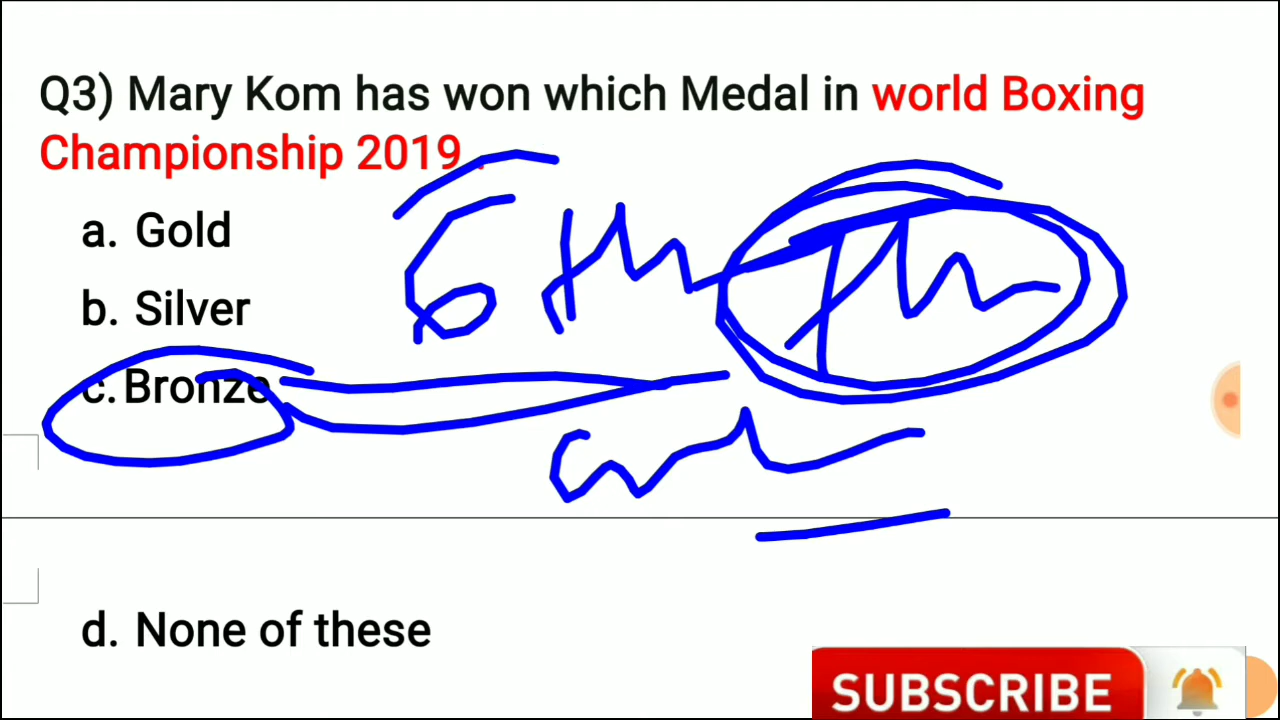 Q3) Mary Kom has won which Medal in world Boxing
Championship 2019 .
a. Gold
6th
b. Silver
c. Bronze
d. None of these
SUBSCRIBE